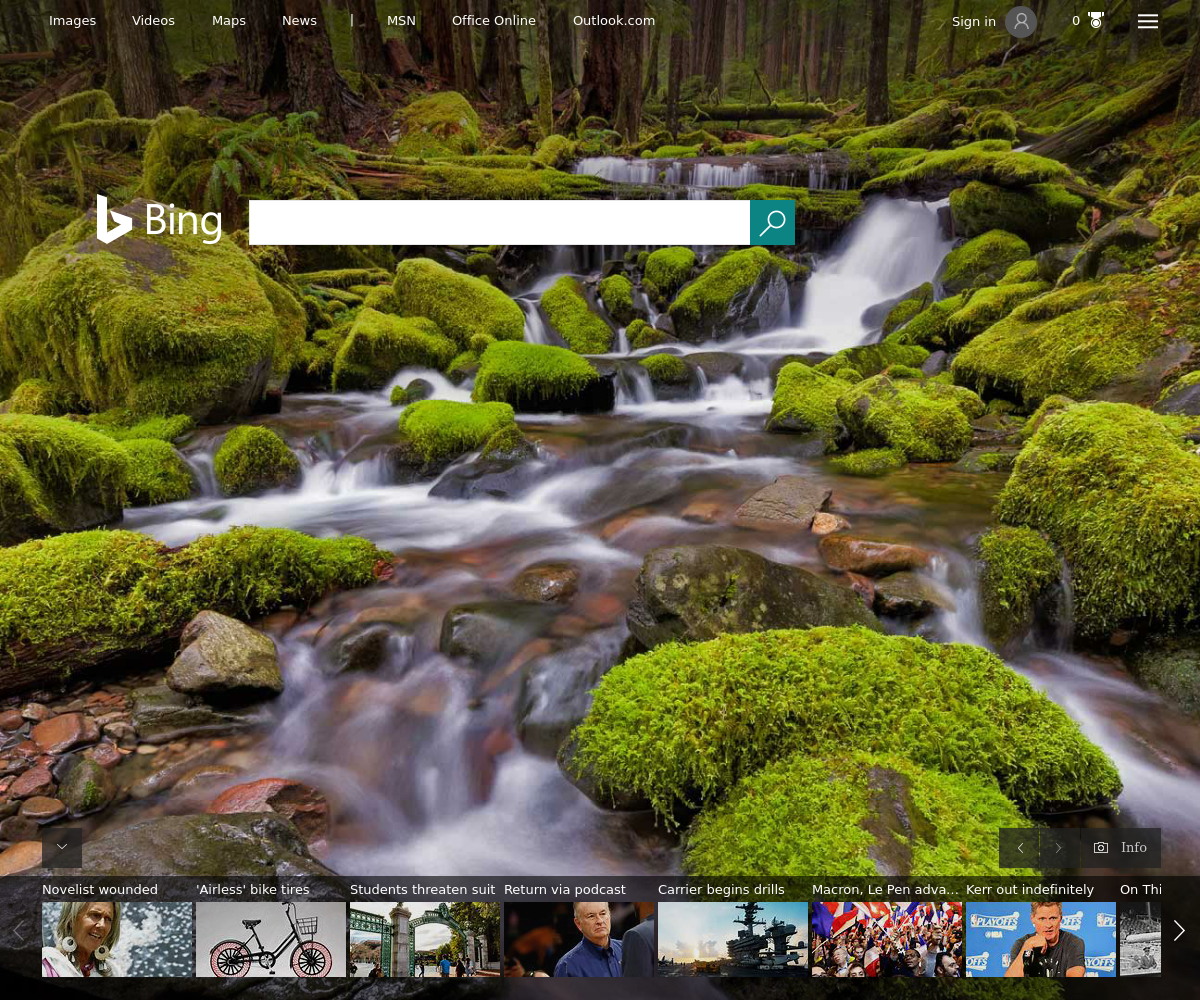 Images Videos Maps News | MSN Office Online Outlook.com Sign in 0
Bing
Info
Novelist wounded 'Airless' bike tires Students threaten suit Return via podcast Carrier begins drills Macron, Le Pen adva... Kerr out indefinitely On Thi
PLAYOFFS
@NBA